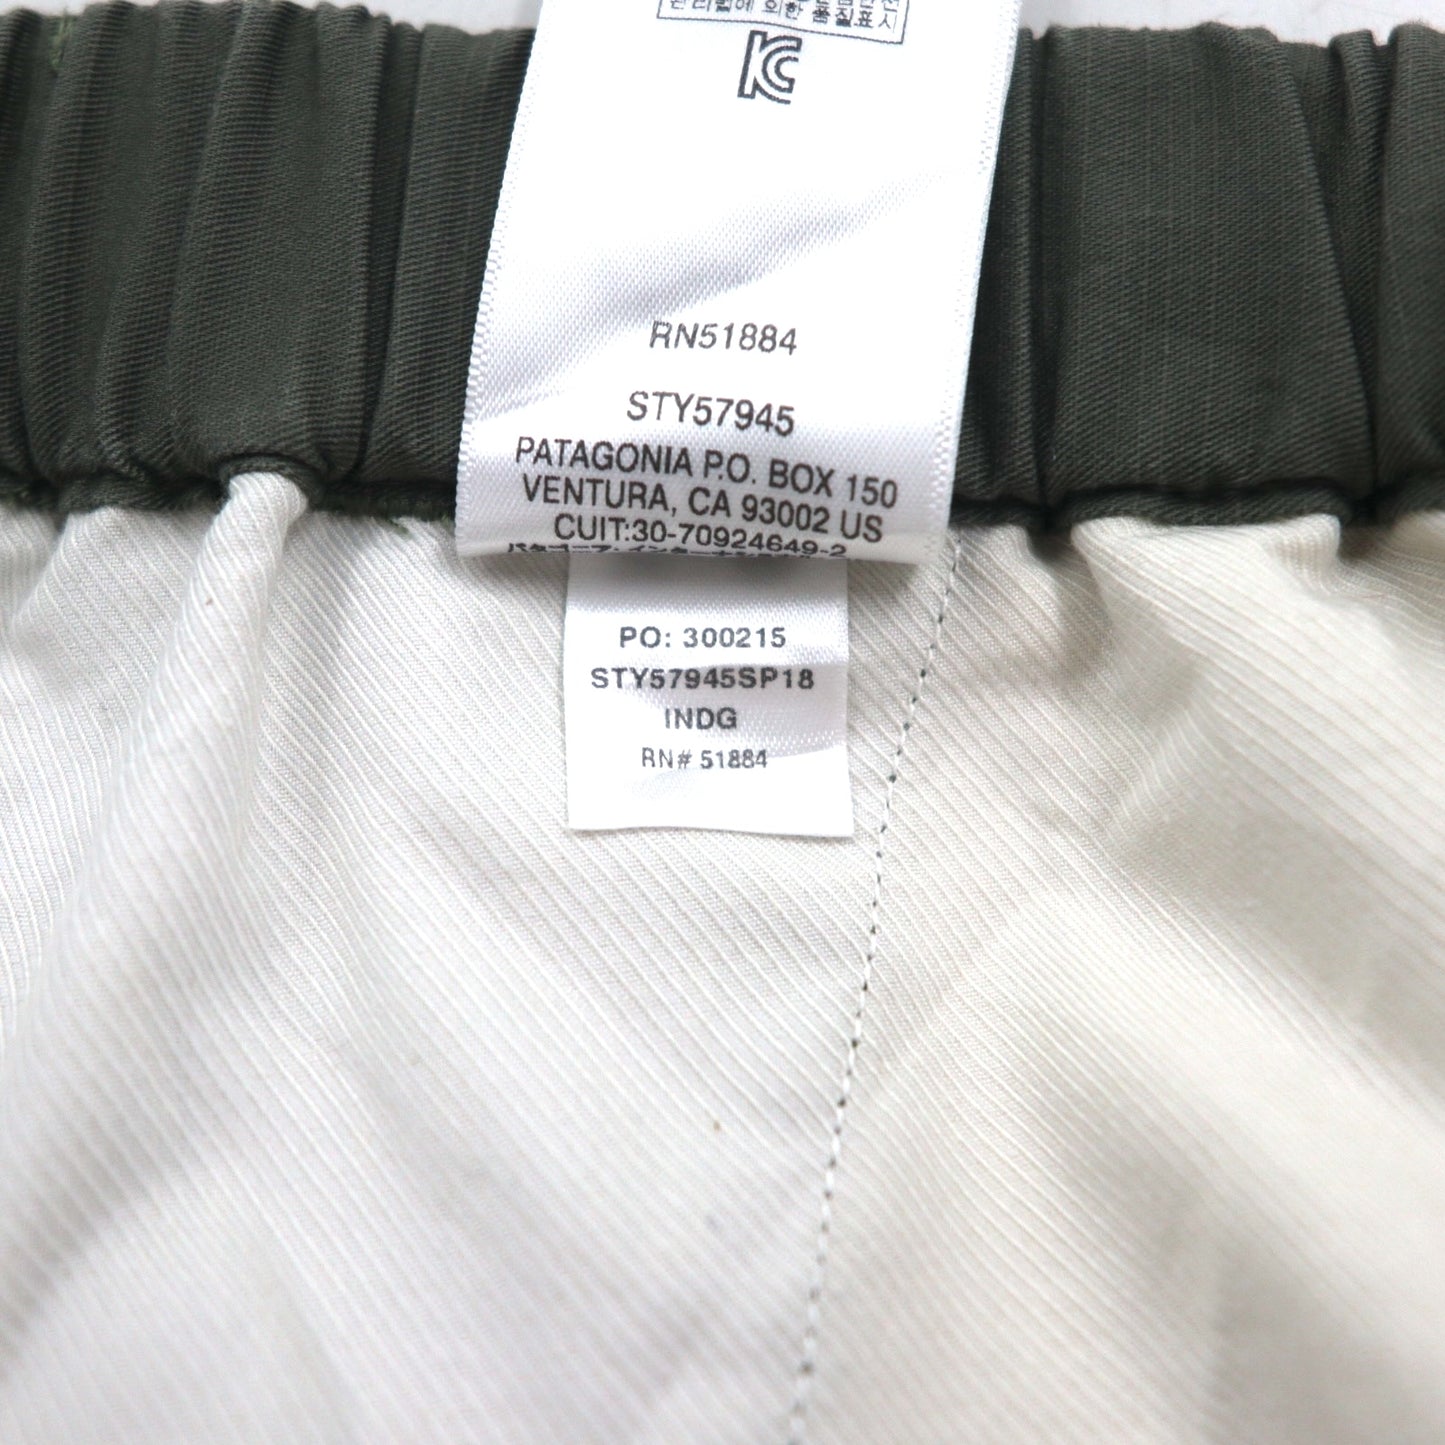 KC
RN51884
STY57945
PATAGONIA P.O. BOX 150
VENTURA, CA 93002 US
CUIT:30-70924649-2
PO: 300215
STY57945SP18
INDG
RN# 51884